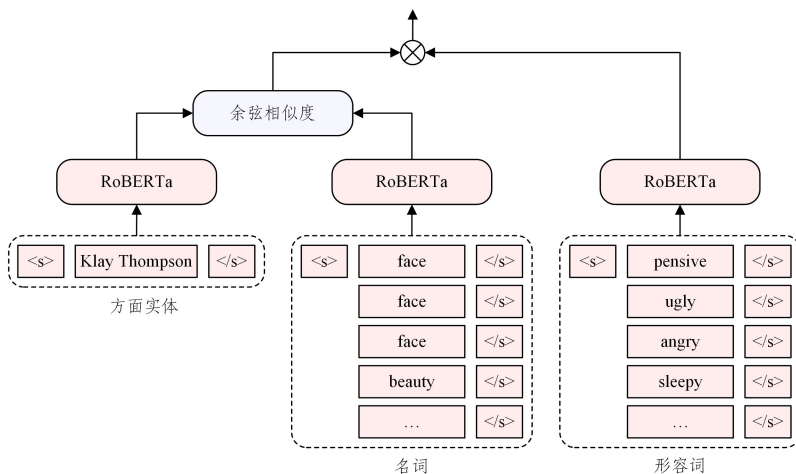 余弦相似度
RoBERTa RoBERTa RoBERTa
<s> Klay Thompson </s> <s> face </s> <s> pensive </s>
方面实体 face </s> ugly </s>
face </s> angry </s>
beauty </s> sleepy </s>
… </s> … </s>
名词 形容词